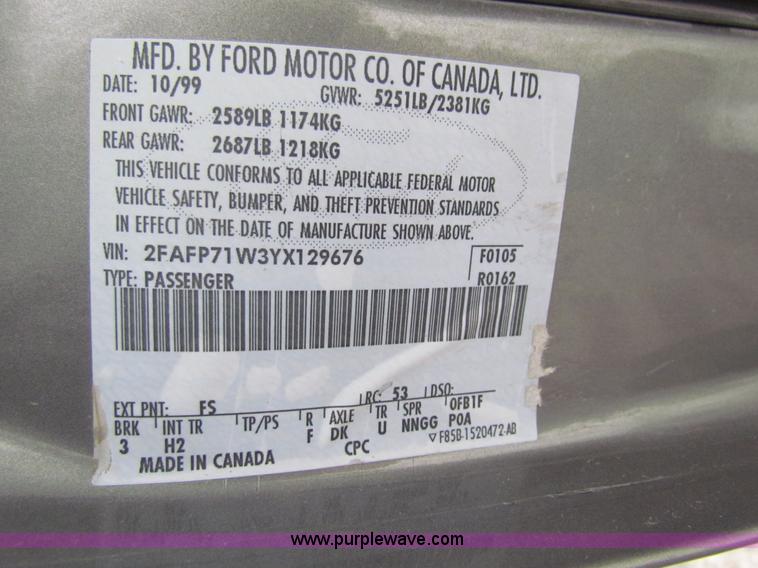 MFD. BY FORD MOTOR CO. OF CANADA, LTD.
DATE: 10/99 GVWR: 5251LB/2381KG
FRONT GAWR: 2589LB 1174KG
REAR GAWR: 2687LB 1218KG
THIS VEHICLE CONFORMS TO ALL APPLICABLE FEDERAL MOTOR
VEHICLE SAFETY, BUMPER, AND THEFT PREVENTION STANDARDS
IN EFFECT ON THE DATE OF MANUFACTURE SHOWN ABOVE.
VIN: 2FAFP71W3YX129676 F0105
TYPE: PASSENGER R0162
EXT PNT: FS RC: 53 DSO:
BRK INT TR TP/PS R AXLE TR SPR 0FB1F
3 H2 F DK U NNGG POA
MADE IN CANADA CPC F85B-1520472-AB
www.purplewave.com